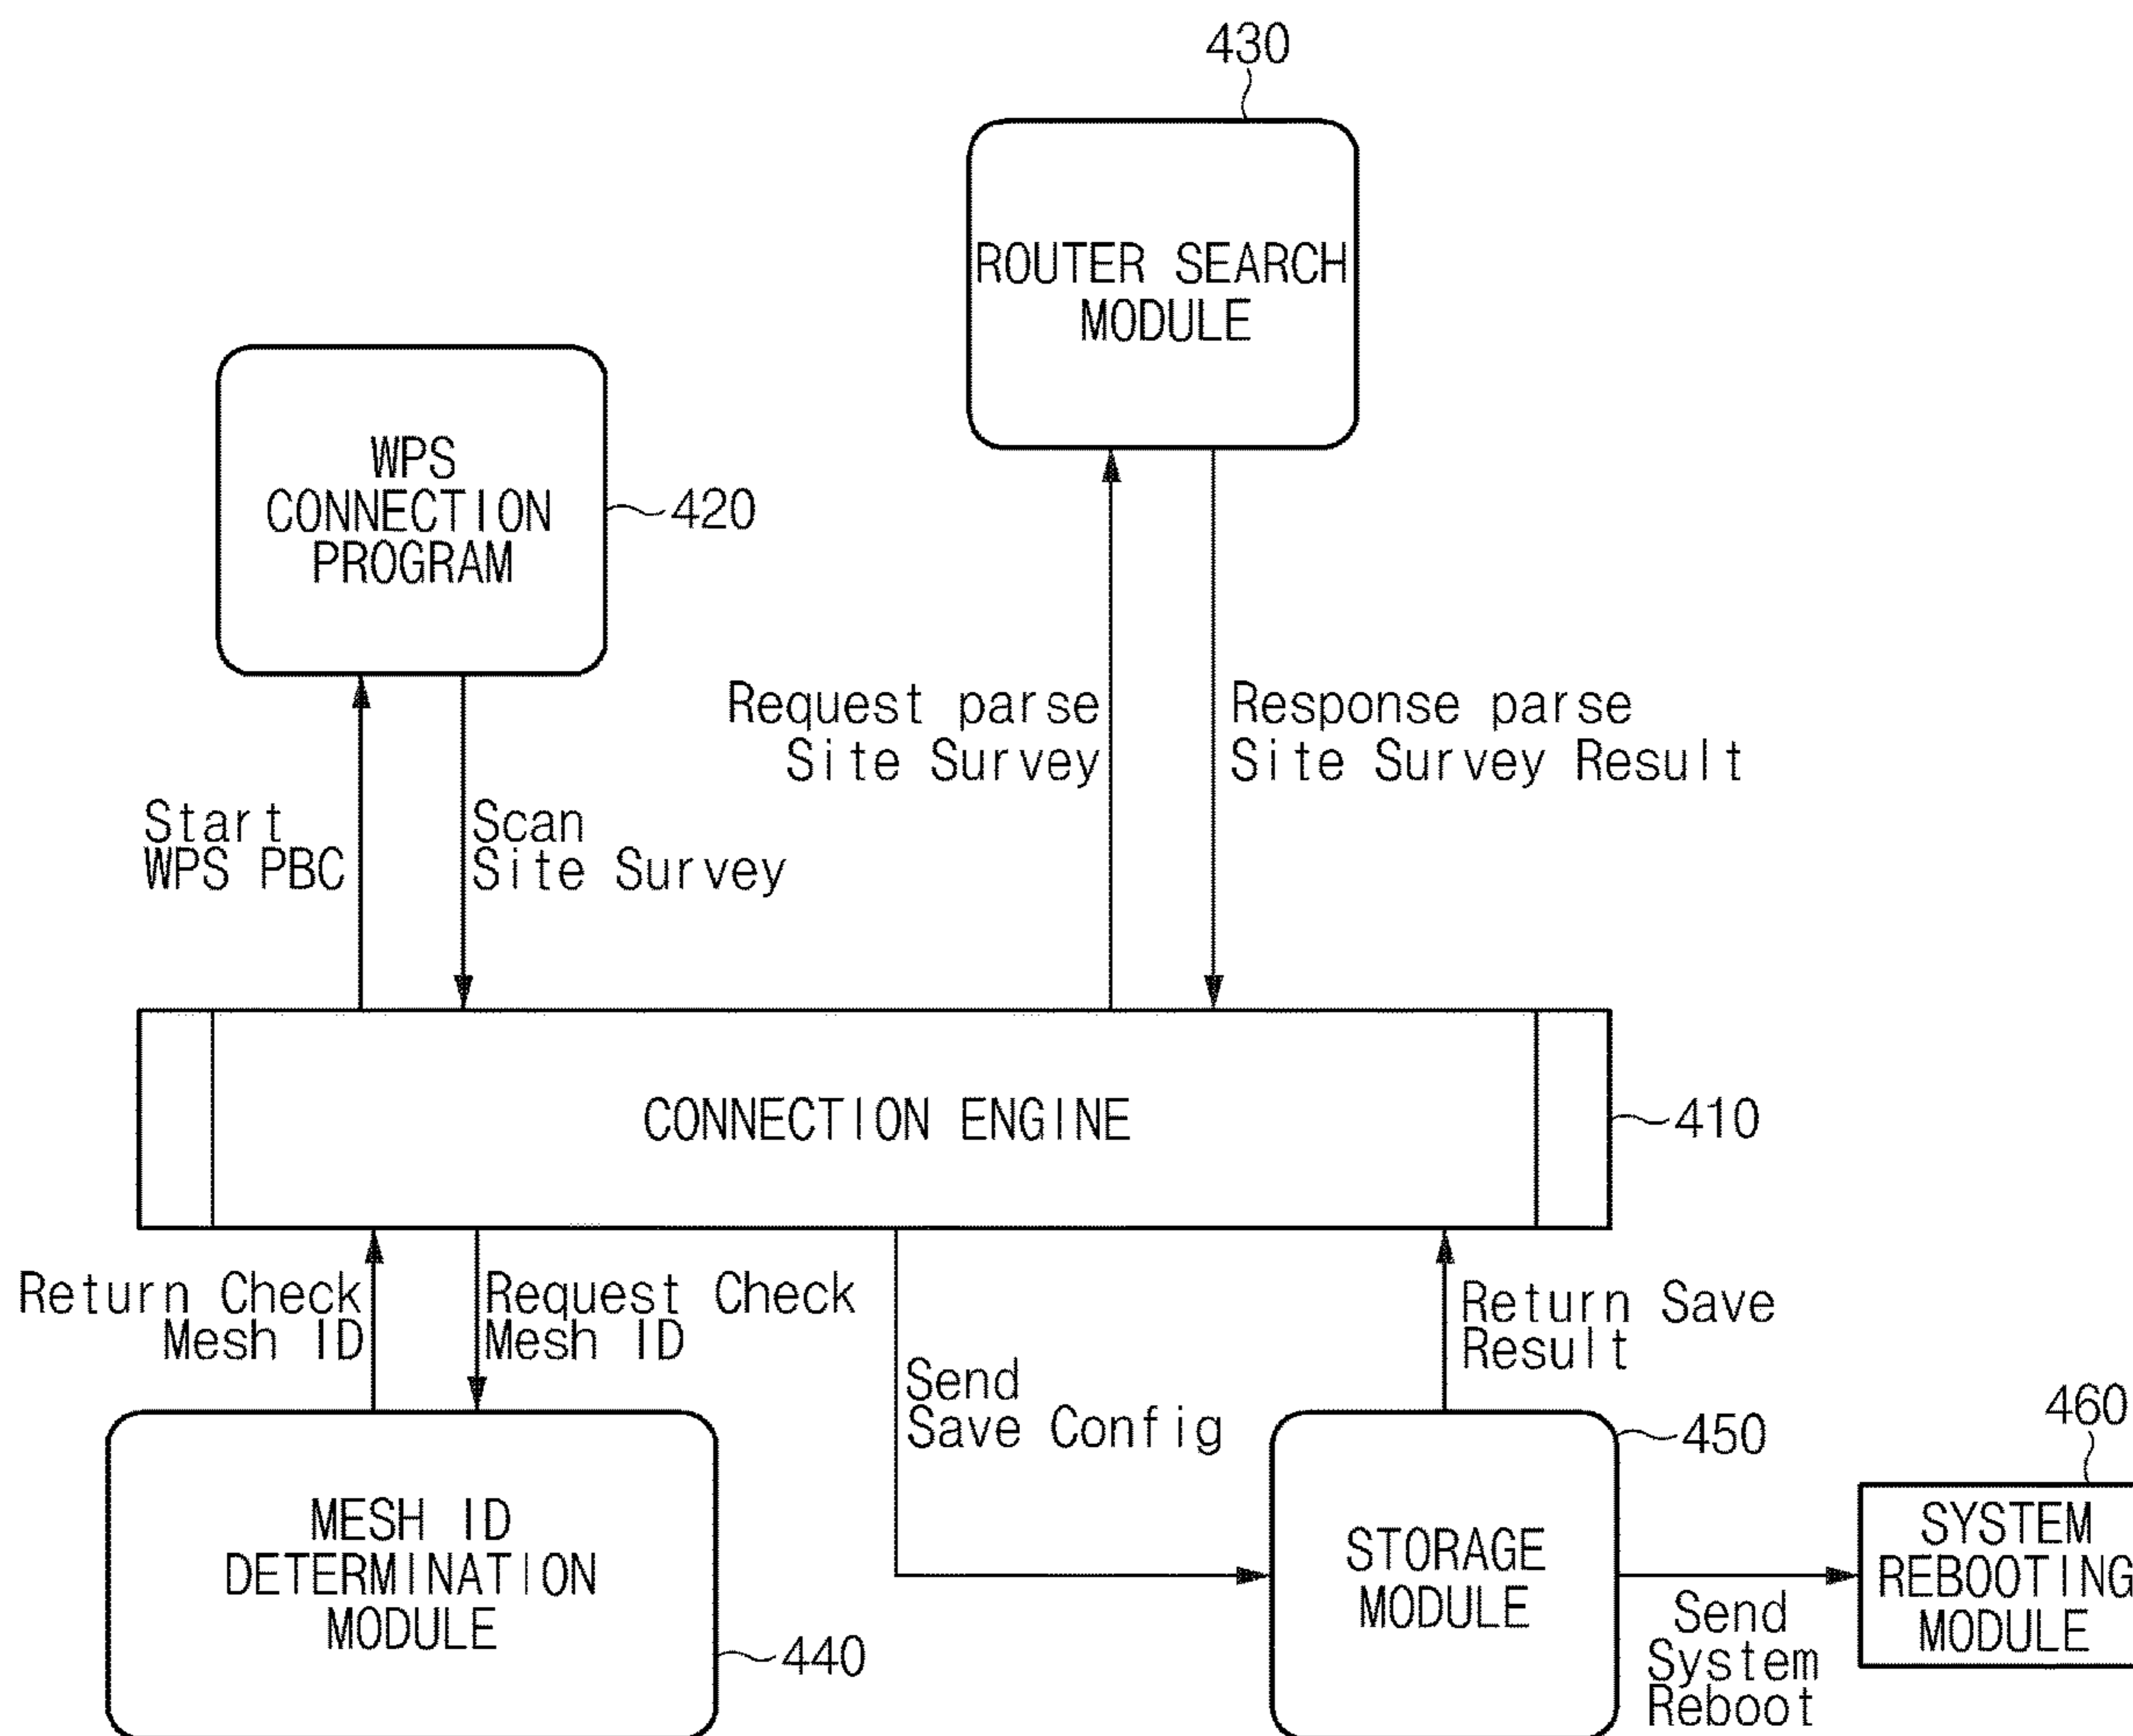 430
ROUTER SEARCH
MODULE
WPS
CONNECTION
PROGRAM
420
Request parse
Site Survey
Response parse
Site Survey Result
Start
WPS PBC
Scan
Site Survey
CONNECTION ENGINE
410
Return Check
Mesh ID
Request Check
Mesh ID
Send
Save Config
Return Save
Result
460
450
MESH ID
DETERMINATION
MODULE
440
STORAGE
MODULE
SYSTEM
REBOOTING
MODULE
Send
System
Reboot